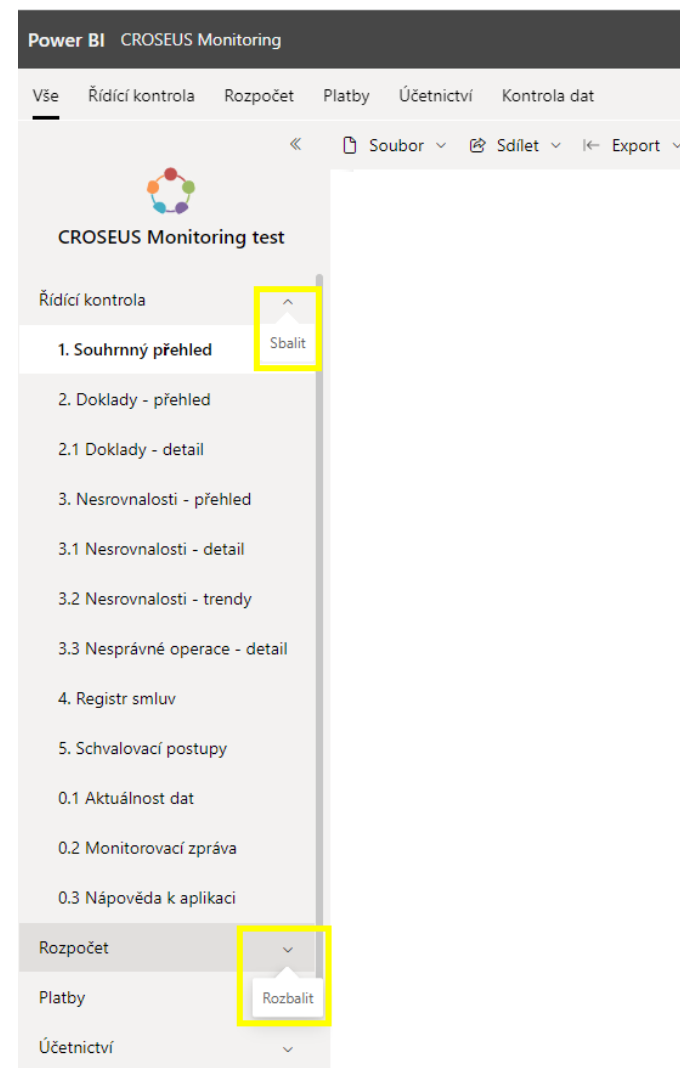 Power BI CROSEUS Monitoring
Vše Řídící kontrola Rozpočet Platby Účetnictví Kontrola dat
Soubor Sdílet Export
CROSEUS Monitoring test
Řídící kontrola
Sbalit
1. Souhrnný přehled
2. Doklady - přehled
2.1 Doklady - detail
3. Nesrovnalosti - přehled
3.1 Nesrovnalosti - detail
3.2 Nesrovnalosti - trendy
3.3 Nesprávné operace - detail
4. Registr smluv
5. Schvalovací postupy
0.1 Aktuálnost dat
0.2 Monitorovací zpráva
0.3 Nápověda k aplikaci
Rozpočet
Platby Rozbalit
Účetnictví